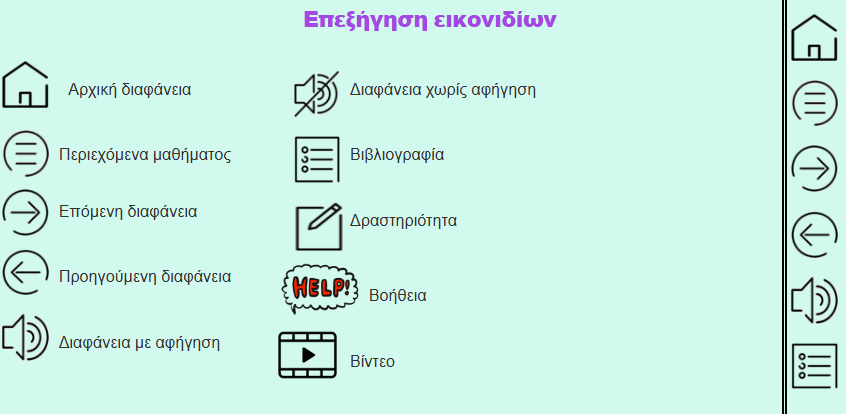 Επεξήγηση εικονιδίων
Αρχική διαφάνεια
Περιεχόμενα μαθήματος
Επόμενη διαφάνεια
Προηγούμενη διαφάνεια
Διαφάνεια με αφήγηση
Διαφάνεια χωρίς αφήγηση
Βιβλιογραφία
Δραστηριότητα
HELP!
Βοήθεια
Βίντεο